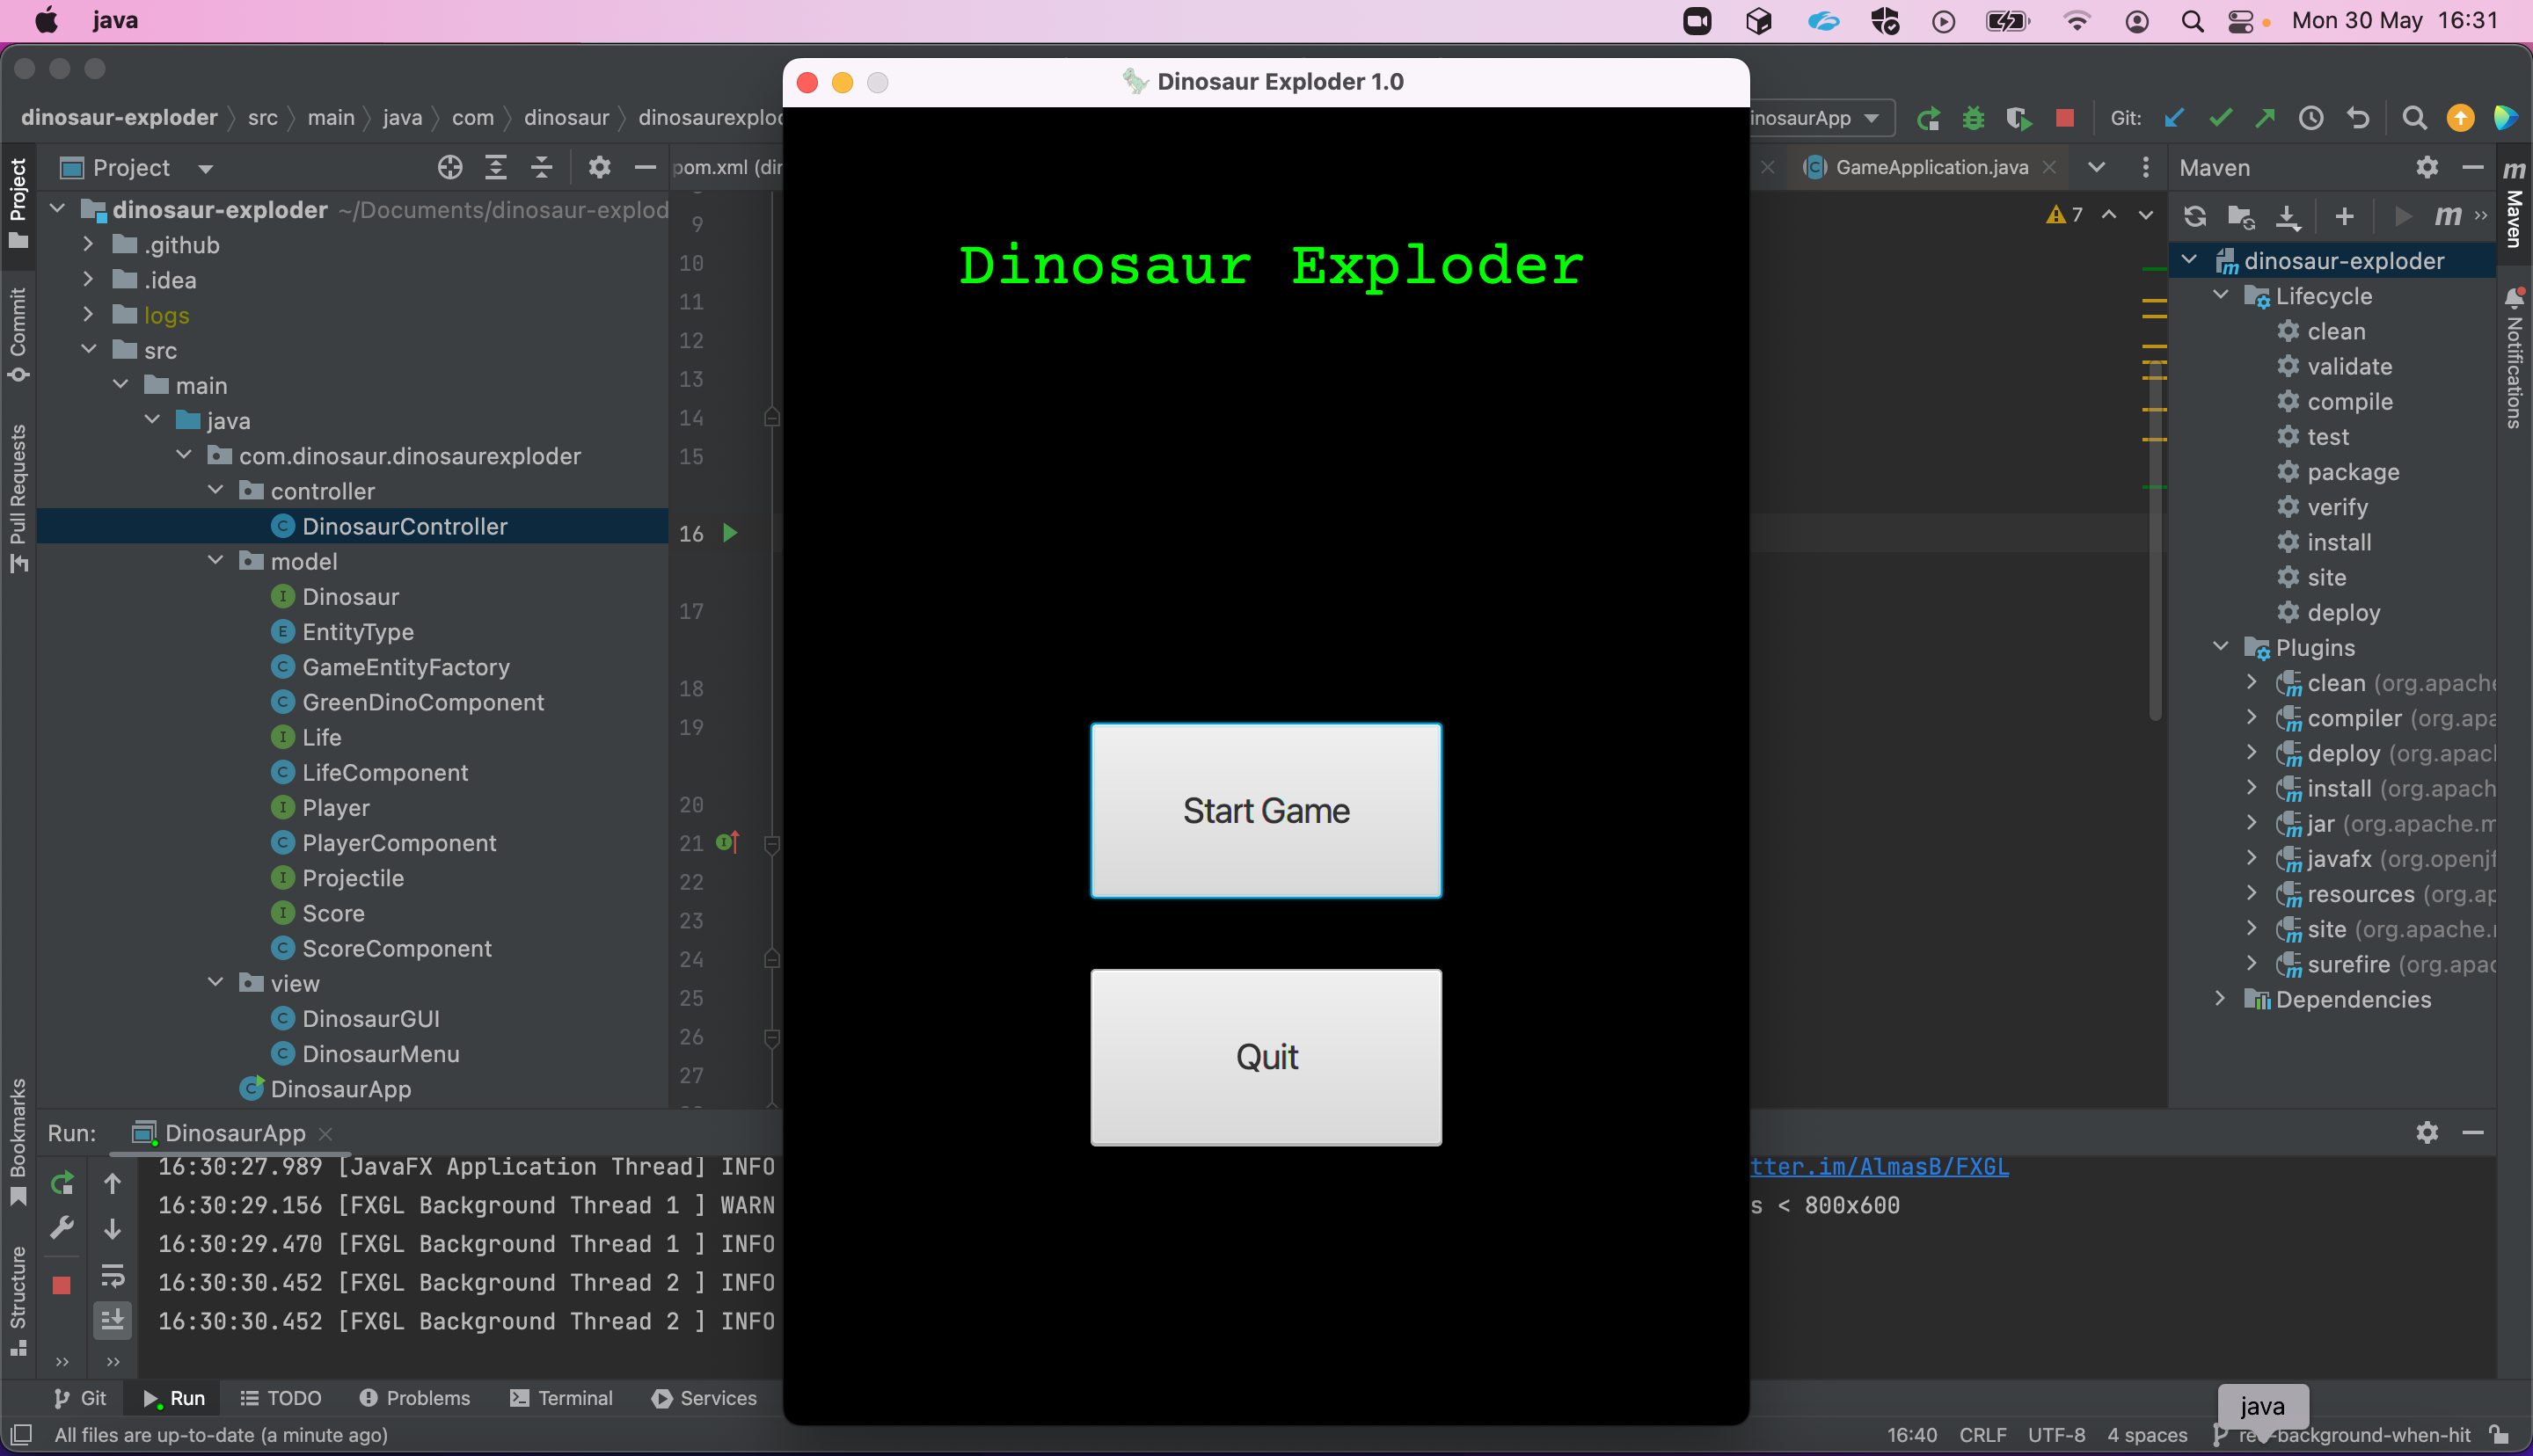 java
Mon 30 May 16:31
Dinosaur Exploder 1.0
dinosaur-exploder src main java com dinosaur dinosaurexplo
inosaurApp
Git:
Project
pom.xml (dir
GameApplication.java
Maven
dinosaur-exploder ~/Documents/dinosaur-explod
.github
.idea
logs
src
main
java
com.dinosaur.dinosaurexploder
controller
DinosaurController
model
Dinosaur
EntityType
GameEntityFactory
GreenDinoComponent
Life
LifeComponent
Player
PlayerComponent
Projectile
Score
ScoreComponent
view
DinosaurGUI
DinosaurMenu
DinosaurApp
Project
Commit
Pull Requests
Bookmarks
Structure
9
10
11
12
13
14
15
16
17
18
19
20
21
22
23
24
25
26
27
Dinosaur Exploder
Start Game
Quit
7
dinosaur-exploder
Lifecycle
clean
validate
compile
test
package
verify
install
site
deploy
Plugins
clean (org.apache
compiler (org.apa
deploy (org.apac
install (org.apach
jar (org.apache.m
javafx (org.openjf
resources (org.ap
site (org.apache.
surefire (org.apac
Dependencies
Maven
Notifications
Run: DinosaurApp
16:30:27.989 [JavaFX Application Thread] INFO
tter.im/AlmasB/FXGL
16:30:29.156 [FXGL Background Thread 1 ] WARN
s < 800x600
16:30:29.470 [FXGL Background Thread 1 ] INFO
16:30:30.452 [FXGL Background Thread 2 ] INFO
16:30:30.452 [FXGL Background Thread 2 ] INFO
Git Run TODO Problems Terminal Services
java
All files are up-to-date (a minute ago)
16:40 CRLF UTF-8 4 spaces background-when-hit